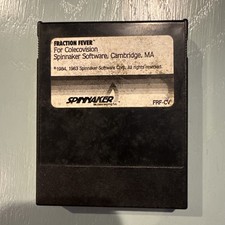 FRACTION FEVER™
For Colecovision
Spinnaker Software, Cambridge, MA
©1984, 1983 Spinnaker Software Corp. All rights reserved.
SPINNAKER
FRF-CV